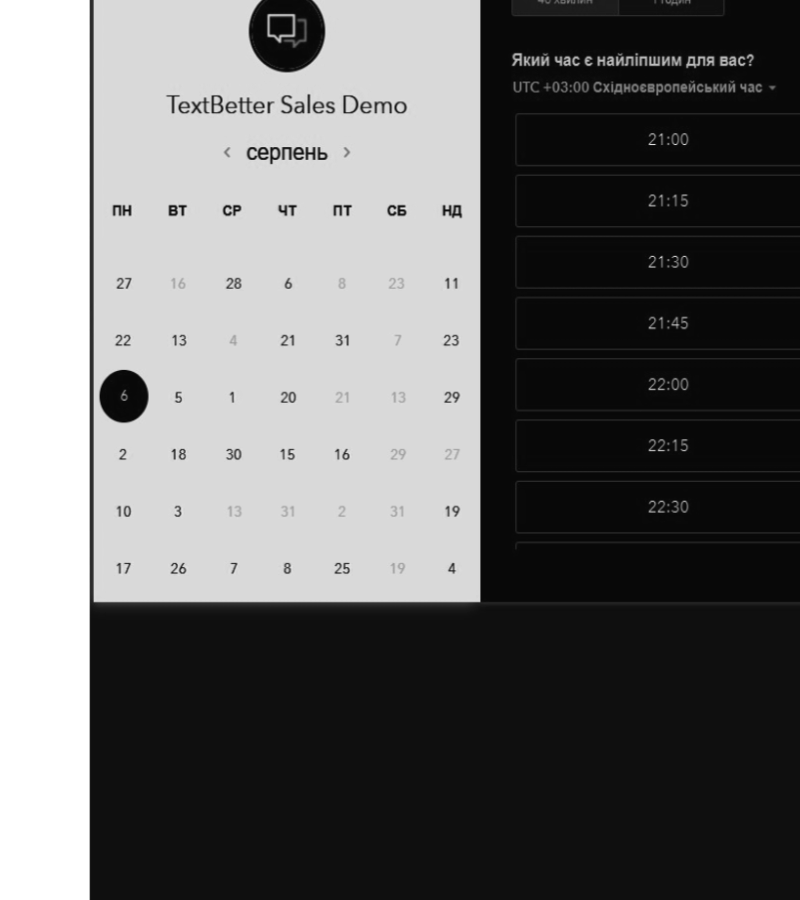 TextBetter Sales Demo
‹ серпень ›
ПН ВТ СР ЧТ ПТ СБ НД
27 16 28 6 8 23 11
22 13 4 21 31 7 23
6 5 1 20 21 13 29
2 18 30 15 16 29 27
10 3 13 31 2 31 19
17 26 7 8 25 19 4
Який час є найліпшим для вас?
UTC +03:00 Східноєвропейський час
21:00
21:15
21:30
21:45
22:00
22:15
22:30